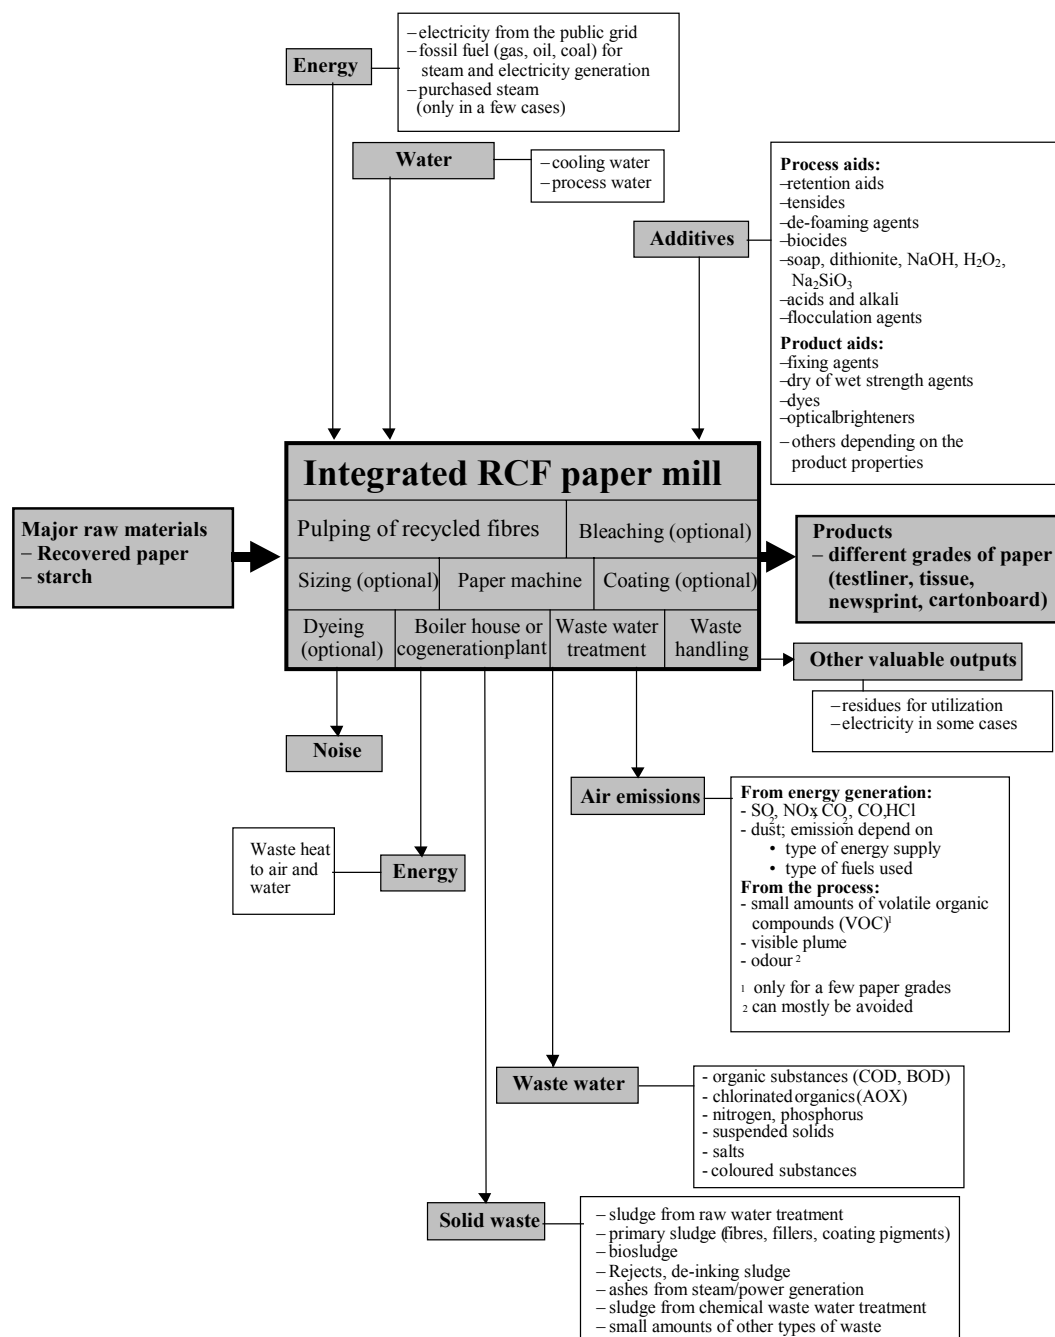 Energy
– electricity from the public grid
– fossil fuel (gas, oil, coal) for
steam and electricity generation
– purchased steam
(only in a few cases)
Water
– cooling water
– process water
Additives
Process aids:
– retention aids
– tensides
– de-foaming agents
– biocides
– soap, dithionite, NaOH, H2O2,
Na2SiO3
– acids and alkali
– flocculation agents
Product aids:
– fixing agents
– dry of wet strength agents
– dyes
– opticalbrighteners
– others depending on the
product properties
Major raw materials
– Recovered paper
– starch
Integrated RCF paper mill
Pulping of recycled fibres
Bleaching (optional)
Sizing (optional)
Paper machine
Coating (optional)
Dyeing
(optional)
Boiler house or
cogenerationplant
Waste water
treatment
Waste
handling
Products
– different grades of paper
(testliner, tissue,
newsprint, cartonboard)
Other valuable outputs
– residues for utilization
– electricity in some cases
Noise
Air emissions
From energy generation:
- SO2, NOx, CO2, CO,HCl
- dust; emission depend on
• type of energy supply
• type of fuels used
From the process:
- small amounts of volatile organic
compounds (VOC)1
- visible plume
- odour 2
1 only for a few paper grades
2 can mostly be avoided
Waste heat
to air and
water
Energy
Waste water
- organic substances (COD, BOD)
- chlorinated organics (AOX)
- nitrogen, phosphorus
- suspended solids
- salts
- coloured substances
Solid waste
– sludge from raw water treatment
– primary sludge (fibres, fillers, coating pigments)
– biosludge
– Rejects, de-inking sludge
– ashes from steam/power generation
– sludge from chemical waste water treatment
– small amounts of other types of waste